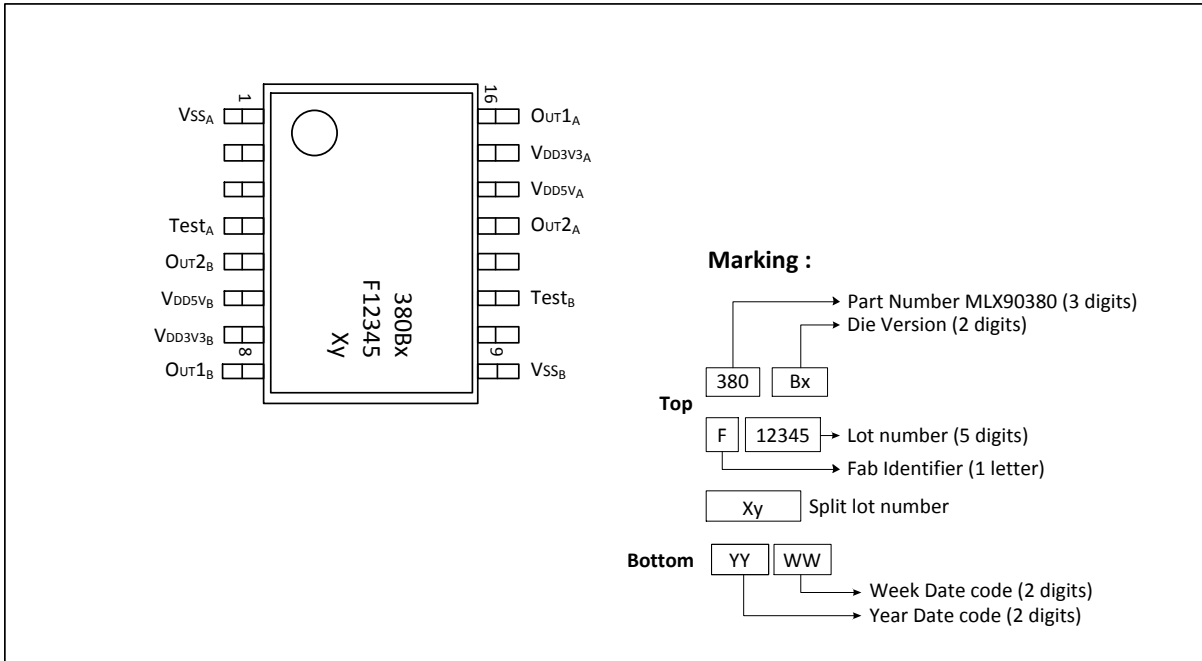 1
16
VSSA
OUT1A
VDD3V3A
VDD5VA
TestA
OUT2A
OUT2B
VDD5VB
TestB
VDD3V3B
8
9
OUT1B
VSSB
380Bx
F12345
Xy
Marking :
Part Number MLX90380 (3 digits)
Die Version (2 digits)
380 Bx
Top
F 12345 Lot number (5 digits)
Fab Identifier (1 letter)
Xy Split lot number
Bottom YY WW
Week Date code (2 digits)
Year Date code (2 digits)